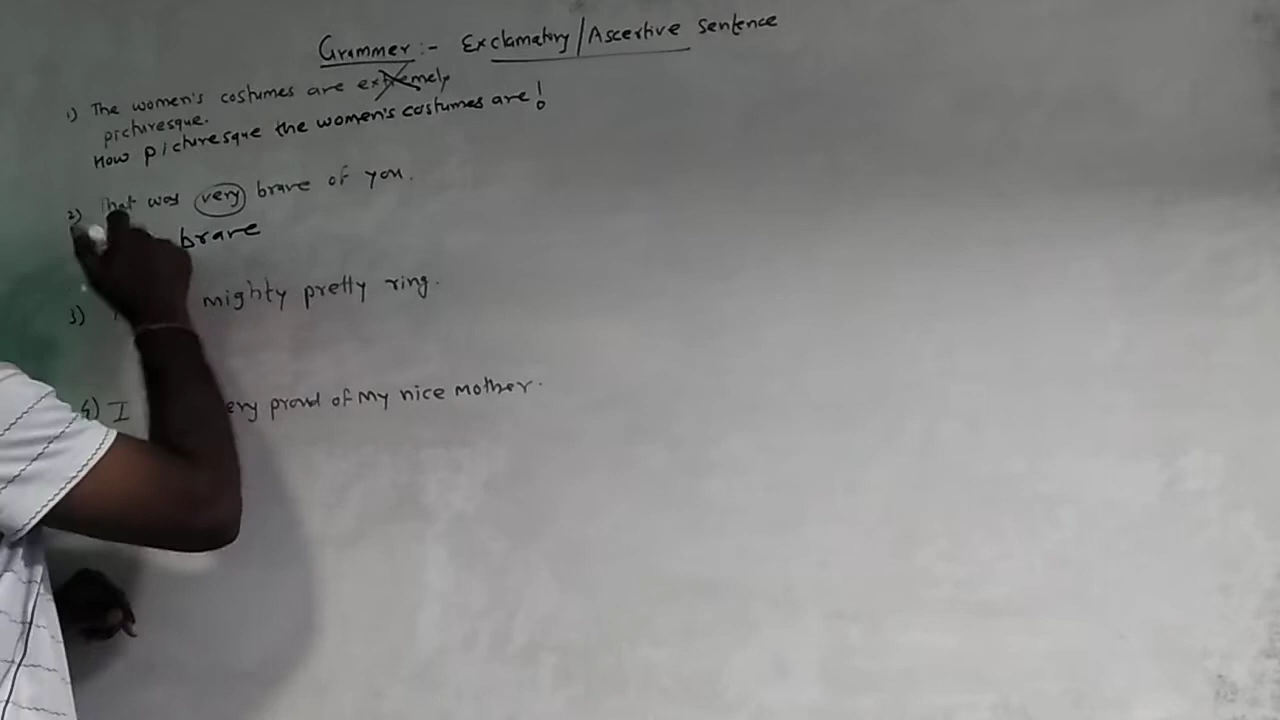 Grammer :- Exclamatory / Ascertive sentence
1) The women's costumes are extremely
picturesque.
How picturesque the women's costumes are!
2) That was very brave of you.
brave
3) mighty pretty ring.
4) I very proud of my nice mother.